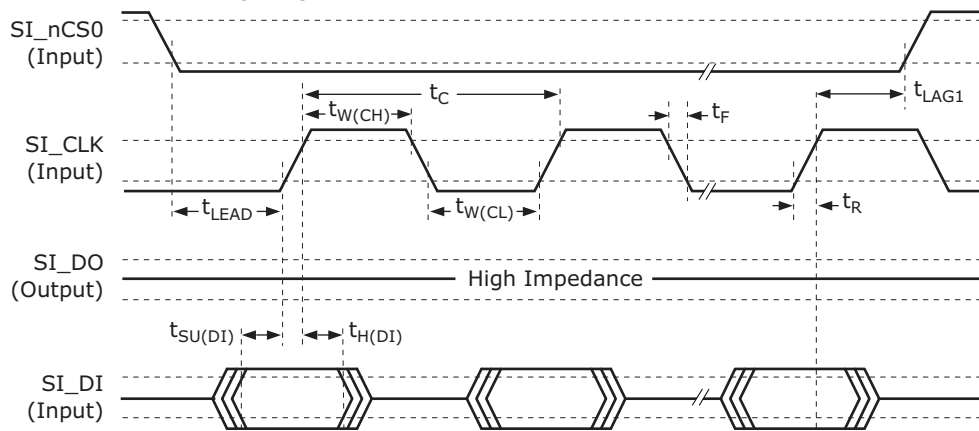 SI_nCS0
(Input)
tC
tLAG1
tW(CH)
tF
SI_CLK
(Input)
tLEAD
tW(CL)
tR
SI_DO
(Output)
High Impedance
tSU(DI)
tH(DI)
SI_DI
(Input)